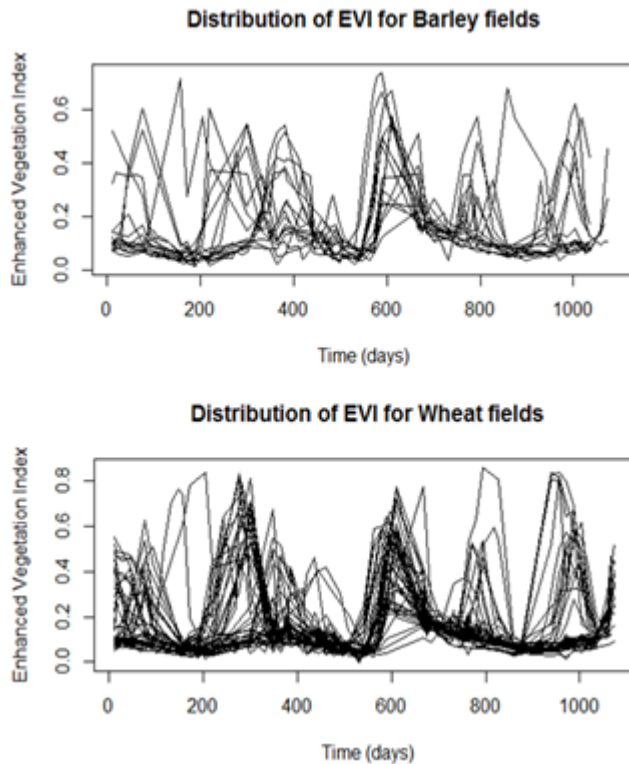 Distribution of EVI for Barley fields
Enhanced Vegetation Index
0.6
0.4
0.2
0.0
0 200 400 600 800 1000
Time (days)
Distribution of EVI for Wheat fields
Enhanced Vegetation Index
0.8
0.6
0.4
0.2
0.0
0 200 400 600 800 1000
Time (days)